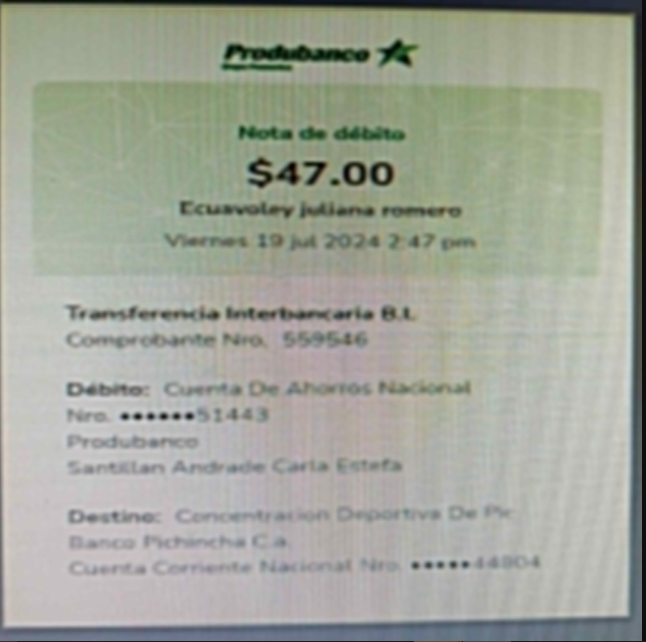 Produbanco
Nota de débito
$47.00
Ecuavoley juliana romero
Viernes 19 jul 2024 2:47 pm
Transferencia Interbancaria B.I.
Comprobante Nro. 559546
Débito: Cuenta De Ahorros Nacional
Nro. ••••••51443
Produbanco
Santillan Andrade Carla Estefa
Destino: Concentracion Deportiva De Pic
Banco Pichincha C.a.
Cuenta Corriente Nacional Nro. •••••44804